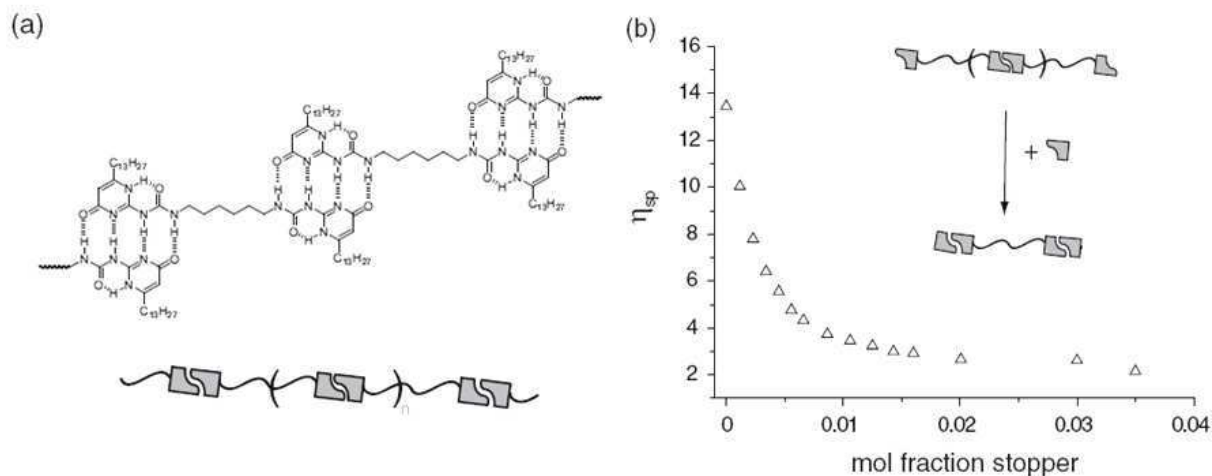 (a)
C₁₃H₂₇
N H O
O N N N
H H
H H
N N N O
O H N
C₁₃H₂₇
C₁₃H₂₇
N H O
O N N N
H H
H H
N N N O
O H N
C₁₃H₂₇
C₁₃H₂₇
N H O
O N N N
H H
H H
N N N O
O H N
C₁₃H₂₇
n
(b)
16
14
12
10
8
6
4
2
ηsp
+
0
0.01
0.02
0.03
0.04
mol fraction stopper